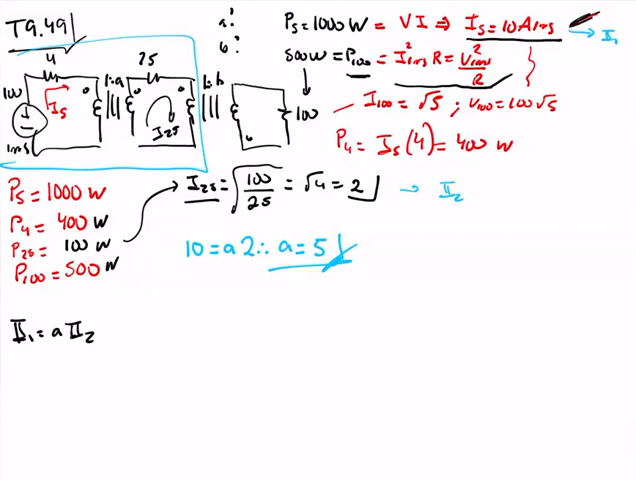 T9.49
a?
b?
Ps = 1000 W = VI ⇒ Is = 10 Arms → I1
500W = P100 = I²rms R = V²rms / R
I100 = √5 ; V100 = 100√5
P4 = Is (4) = 400 W
4
25
1:a
1:b
100
rms
Is
I25
100
Ps = 1000 W
P4 = 400 W
P25 = 100 W
P100 = 500 W
I25 = √(100/25) = √4 = 2 → I2
10 = a 2 ∴ a = 5
I1 = a I2